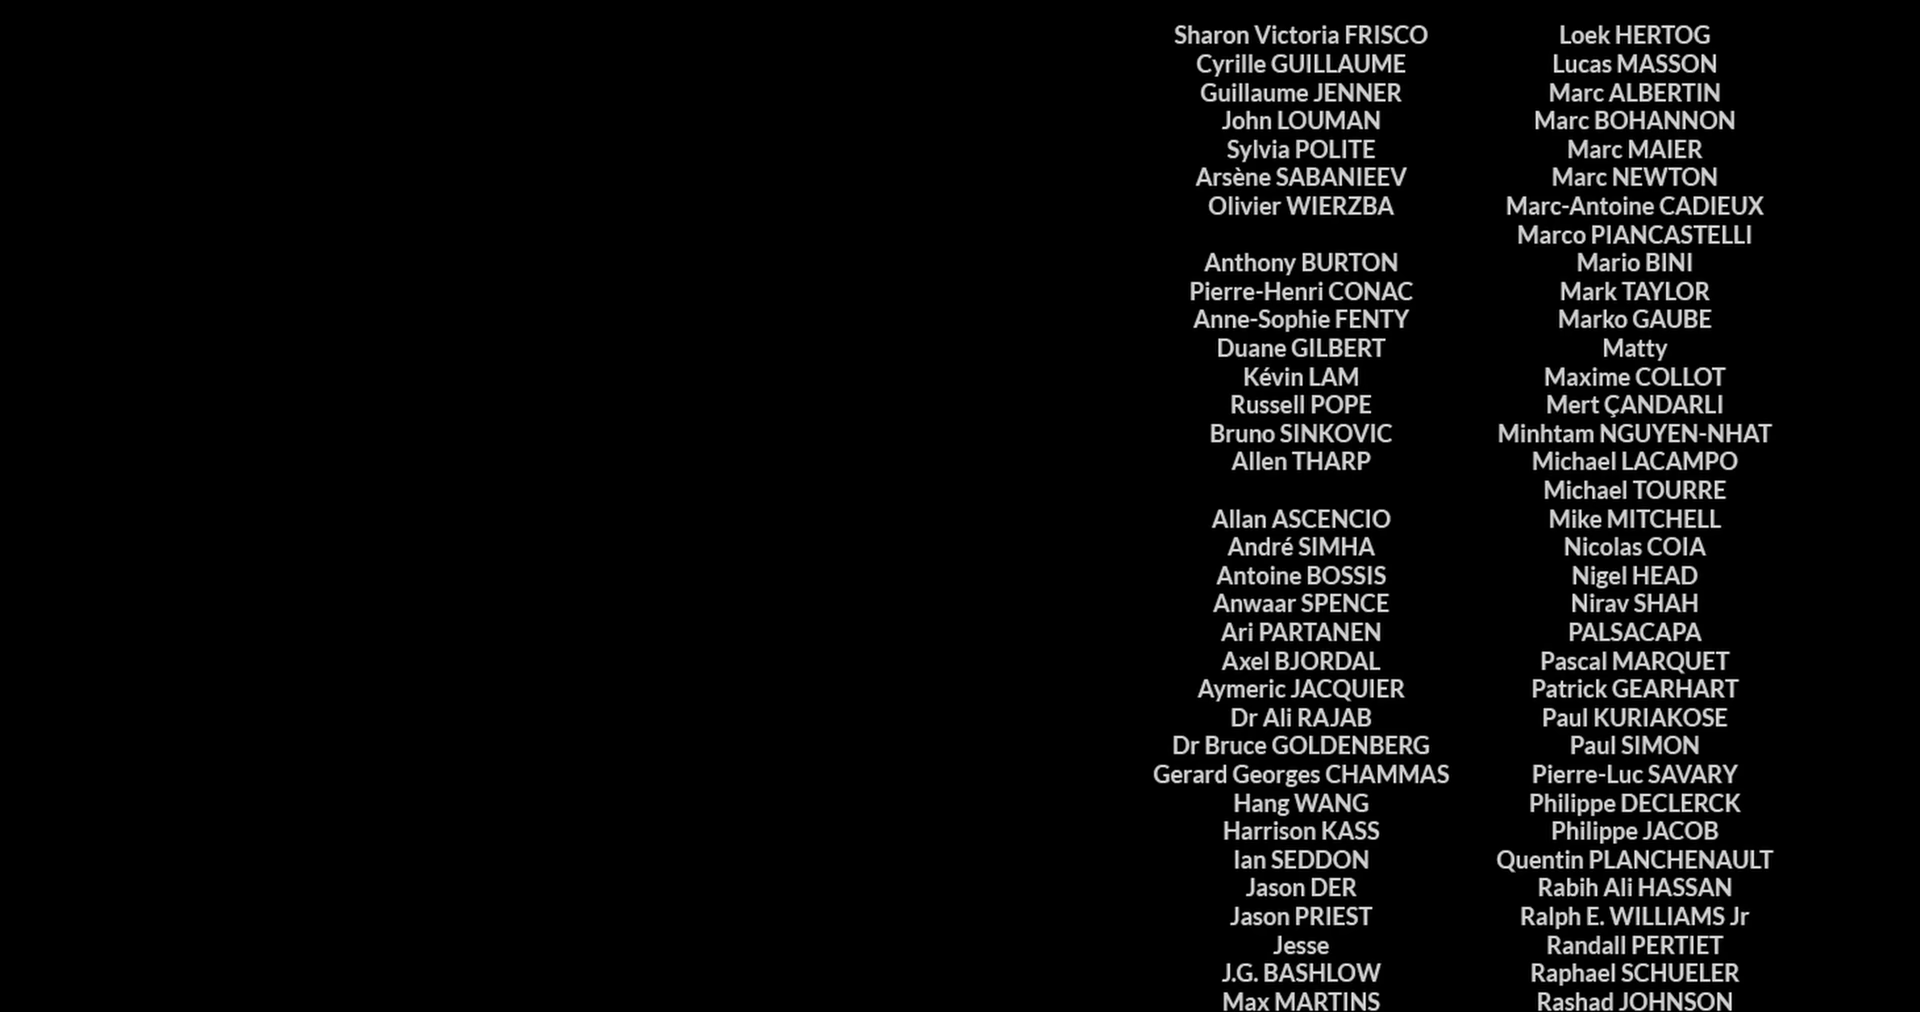 Sharon Victoria FRISCO
Cyrille GUILLAUME
Guillaume JENNER
John LOUMAN
Sylvia POLITE
Arsène SABANIEEV
Olivier WIERZBA
Anthony BURTON
Pierre-Henri CONAC
Anne-Sophie FENTY
Duane GILBERT
Kévin LAM
Russell POPE
Bruno SINKOVIC
Allen THARP
Allan ASCENCIO
André SIMHA
Antoine BOSSIS
Anwaar SPENCE
Ari PARTANEN
Axel BJORDAL
Aymeric JACQUIER
Dr Ali RAJAB
Dr Bruce GOLDENBERG
Gerard Georges CHAMMAS
Hang WANG
Harrison KASS
Ian SEDDON
Jason DER
Jason PRIEST
Jesse
J.G. BASHLOW
Max MARTINS
Loek HERTOG
Lucas MASSON
Marc ALBERTIN
Marc BOHANNON
Marc MAIER
Marc NEWTON
Marc-Antoine CADIEUX
Marco PIANCASTELLI
Mario BINI
Mark TAYLOR
Marko GAUBE
Matty
Maxime COLLOT
Mert ÇANDARLI
Minhtam NGUYEN-NHAT
Michael LACAMPO
Michael TOURRE
Mike MITCHELL
Nicolas COIA
Nigel HEAD
Nirav SHAH
PALSACAPA
Pascal MARQUET
Patrick GEARHART
Paul KURIAKOSE
Paul SIMON
Pierre-Luc SAVARY
Philippe DECLERCK
Philippe JACOB
Quentin PLANCHENAULT
Rabih Ali HASSAN
Ralph E. WILLIAMS Jr
Randall PERTIET
Raphael SCHUELER
Rashad JOHNSON